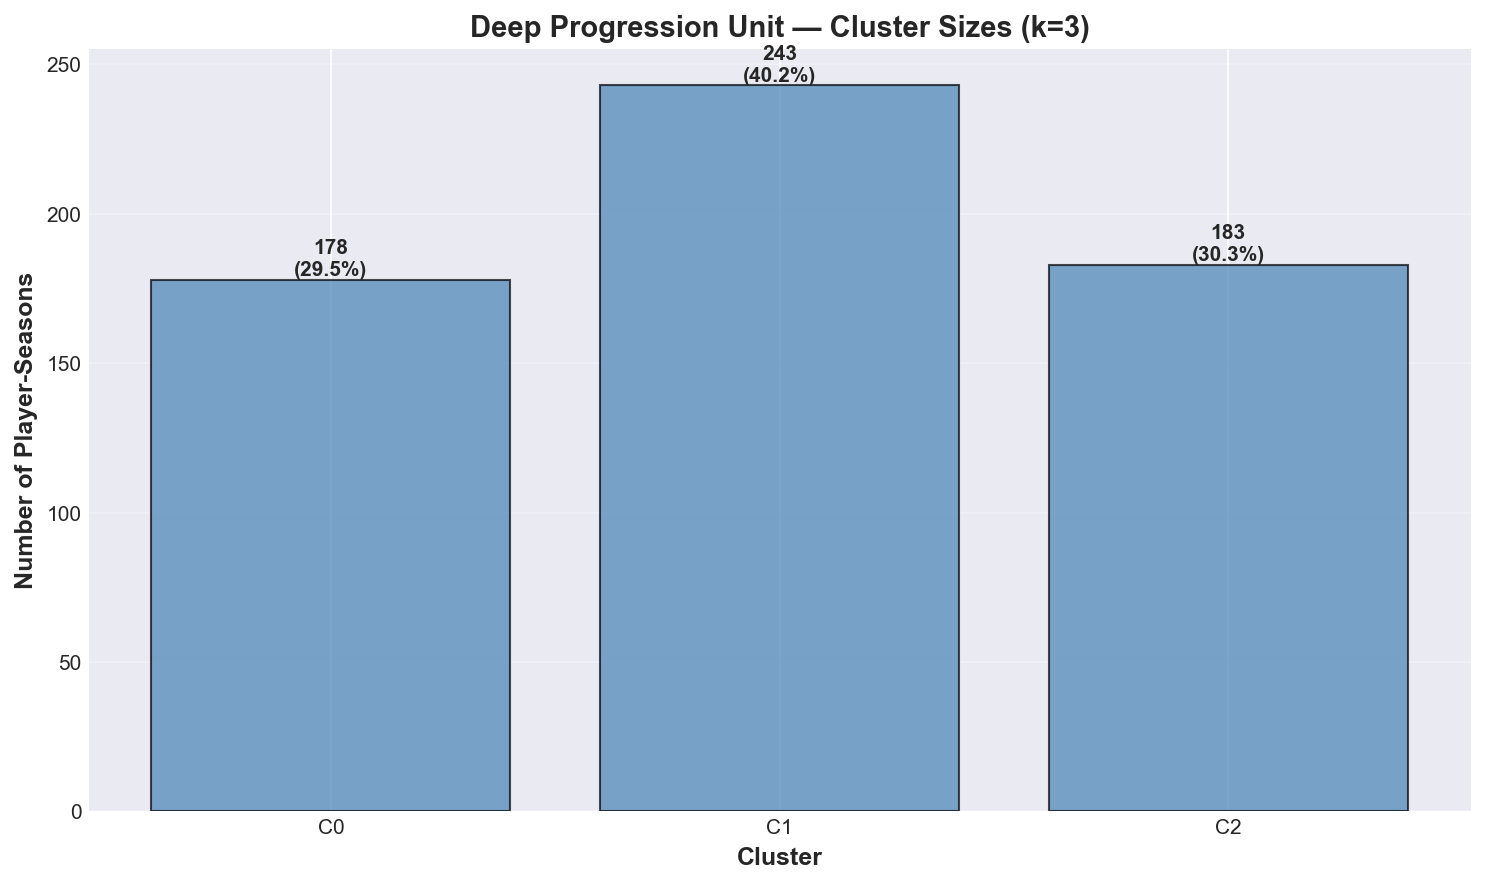 Deep Progression Unit — Cluster Sizes (k=3)
Number of Player-Seasons
250
200
150
100
50
0
178
(29.5%)
243
(40.2%)
183
(30.3%)
C0
C1
C2
Cluster